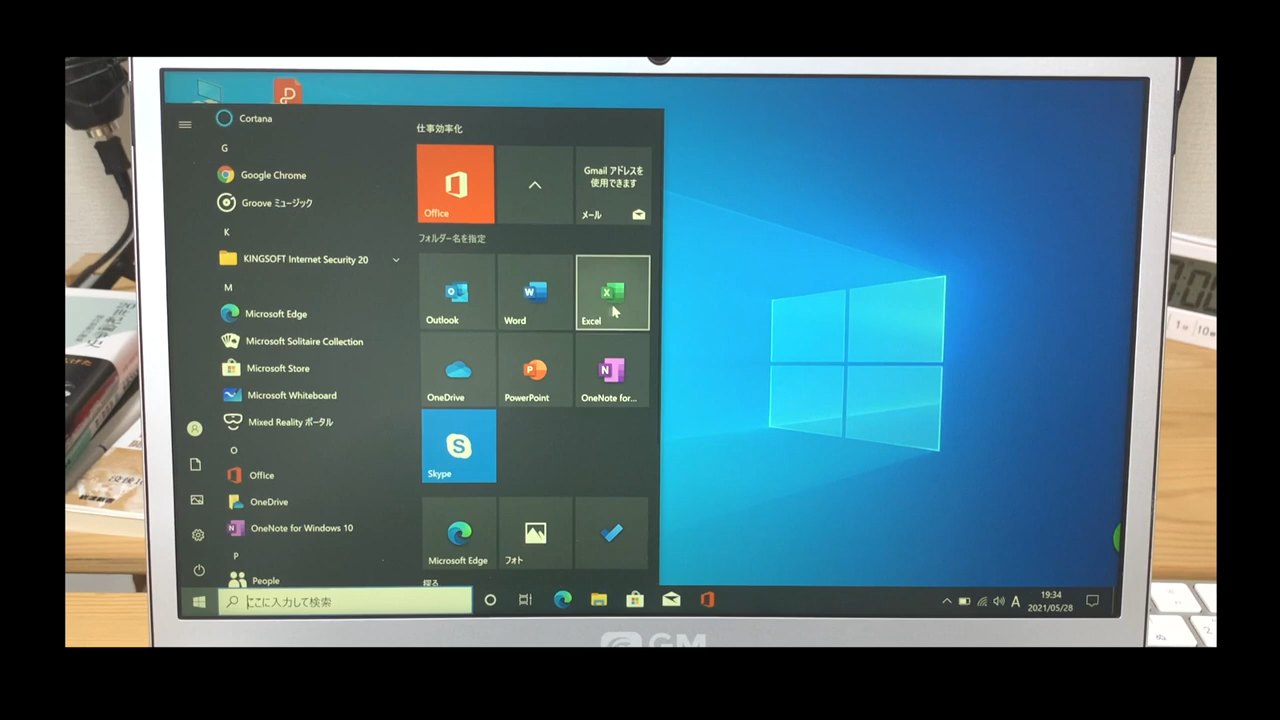 Cortana
G
Google Chrome
Groove ミュージック
K
KINGSOFT Internet Security 20
M
Microsoft Edge
Microsoft Solitaire Collection
Microsoft Store
Microsoft Whiteboard
Mixed Reality ポータル
O
Office
OneDrive
OneNote for Windows 10
P
People
仕事効率化
Office
Gmail アドレスを
使用できます
メール
フォルダー名を指定
Outlook
Word
Excel
OneDrive
PowerPoint
OneNote for...
Skype
Microsoft Edge
フォト
探る
ここに入力して検索
A
19:34
2021/05/28
GM